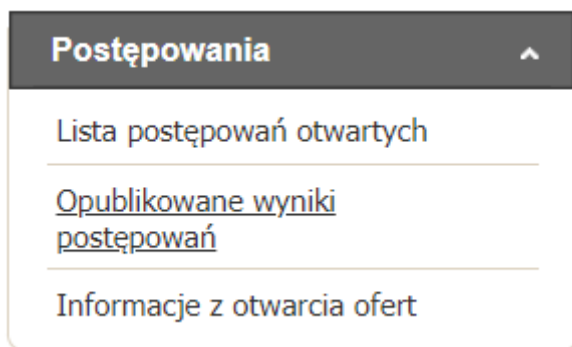 Postępowania
Lista postępowań otwartych
Opublikowane wyniki
postępowań
Informacje z otwarcia ofert